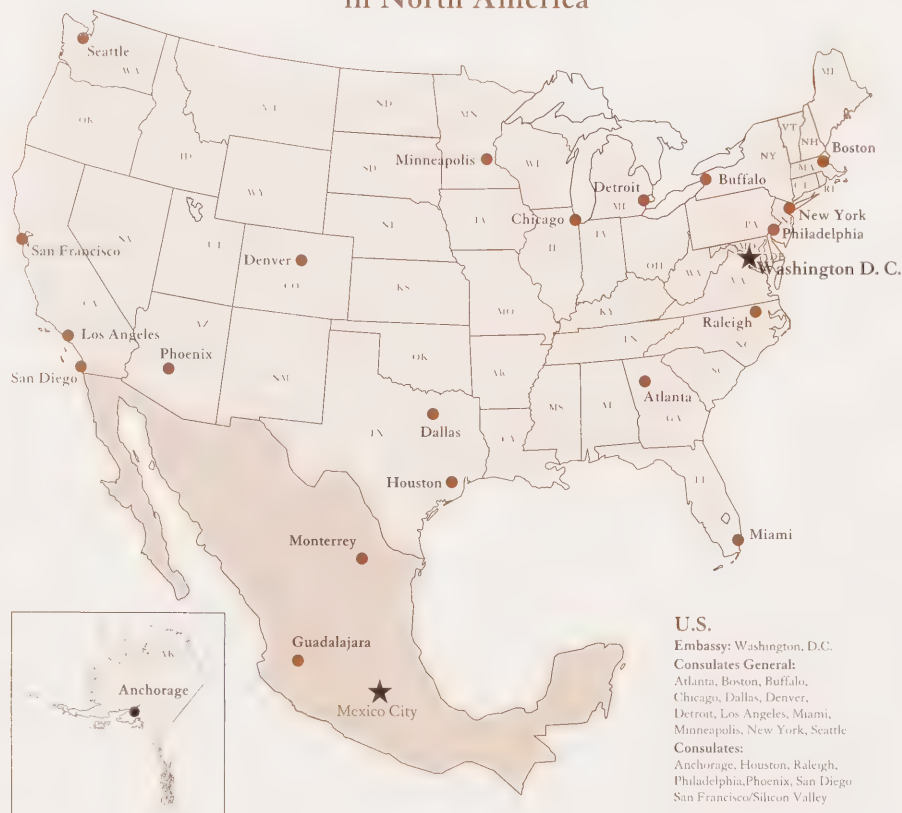 in North America
Seattle
WA
MT
ND
MN
OR
ID
WY
SD
WI
MI
NY
VT
NH
MA
CT
RI
Boston
Minneapolis
Detroit
Buffalo
NE
IA
Chicago
New York
PA
Philadelphia
San Francisco
NV
UT
Denver
CO
KS
IL
IN
OH
WV
MD
DE
Washington D. C.
VA
CA
MO
KY
Los Angeles
AZ
Phoenix
San Diego
NM
OK
AR
TN
NC
Raleigh
SC
Atlanta
GA
TX
Dallas
LA
MS
AL
Houston
FL
Miami
Monterrey
Guadalajara
Mexico City
AK
Anchorage
U.S.
Embassy: Washington, D.C.
Consulates General:
Atlanta, Boston, Buffalo,
Chicago, Dallas, Denver,
Detroit, Los Angeles, Miami,
Minneapolis, New York, Seattle
Consulates:
Anchorage, Houston, Raleigh,
Philadelphia,Phoenix, San Diego
San Francisco/Silicon Valley